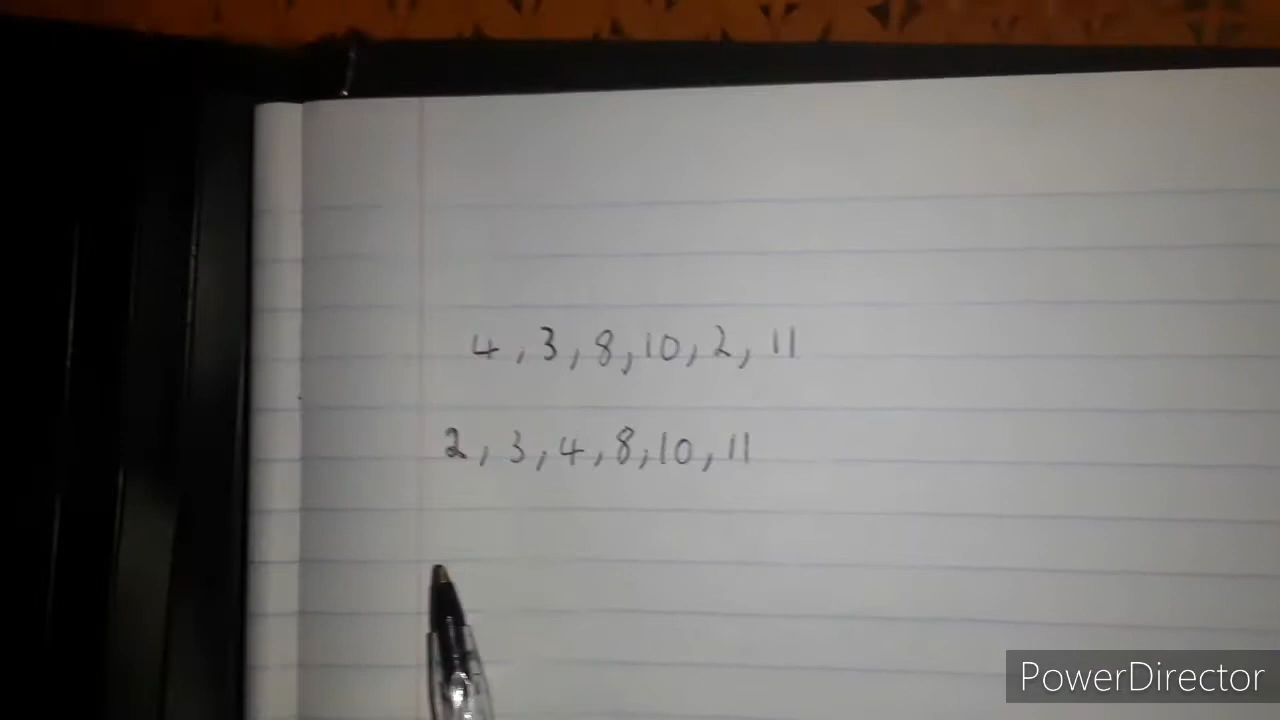 4, 3, 8, 10, 2, 11
2, 3, 4, 8, 10, 11
PowerDirector